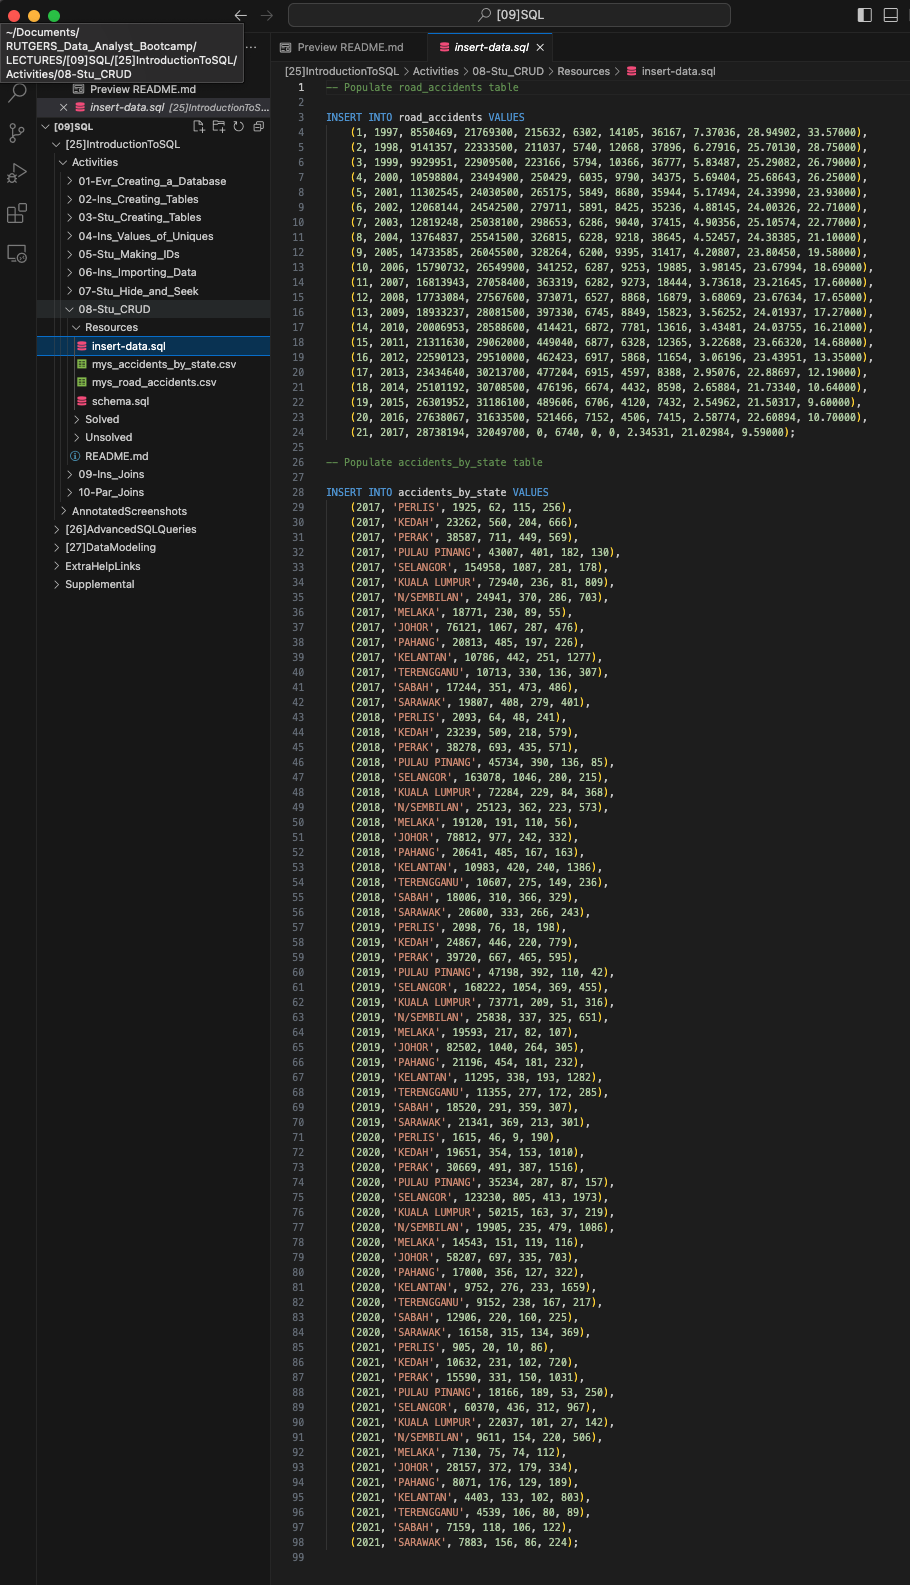 [09]SQL
~/Documents/
RUTGERS_Data_Analyst_Bootcamp/
LECTURES/[09]SQL/[25]IntroductionToSQL/
Activities/08-Stu_CRUD
Preview README.md
insert-data.sql [25]IntroductionToS...
[09]SQL
[25]IntroductionToSQL
Activities
01-Evr_Creating_a_Database
02-Ins_Creating_Tables
03-Stu_Creating_Tables
04-Ins_Values_of_Uniques
05-Stu_Making_IDs
06-Ins_Importing_Data
07-Stu_Hide_and_Seek
08-Stu_CRUD
Resources
insert-data.sql
mys_accidents_by_state.csv
mys_road_accidents.csv
schema.sql
Solved
Unsolved
README.md
09-Ins_Joins
10-Par_Joins
AnnotatedScreenshots
[26]AdvancedSQLQueries
[27]DataModeling
ExtraHelpLinks
Supplemental
Preview README.md
insert-data.sql
[25]IntroductionToSQL > Activities > 08-Stu_CRUD > Resources > insert-data.sql
1 -- Populate road_accidents table
2
3 INSERT INTO road_accidents VALUES
4 (1, 1997, 8550469, 21769300, 215632, 6302, 14105, 36167, 7.37036, 28.94902, 33.57000),
5 (2, 1998, 9141357, 22333500, 211037, 5740, 12068, 37896, 6.27916, 25.70130, 28.75000),
6 (3, 1999, 9929951, 22909500, 223166, 5794, 10366, 36777, 5.83487, 25.29082, 26.79000),
7 (4, 2000, 10598804, 23494900, 250429, 6035, 9790, 34375, 5.69404, 25.68643, 26.25000),
8 (5, 2001, 11302545, 24030500, 265175, 5849, 8680, 35944, 5.17494, 24.33990, 23.93000),
9 (6, 2002, 12068144, 24542500, 279711, 5891, 8425, 35236, 4.88145, 24.00326, 22.71000),
10 (7, 2003, 12819248, 25038100, 298653, 6286, 9040, 37415, 4.90356, 25.10574, 22.77000),
11 (8, 2004, 13764837, 25541500, 326815, 6228, 9218, 38645, 4.52457, 24.38385, 21.10000),
12 (9, 2005, 14733585, 26045500, 328264, 6200, 9395, 31417, 4.20807, 23.80450, 19.58000),
13 (10, 2006, 15790732, 26549900, 341252, 6287, 9253, 19885, 3.98145, 23.67994, 18.69000),
14 (11, 2007, 16813943, 27058400, 363319, 6282, 9273, 18444, 3.73618, 23.21645, 17.60000),
15 (12, 2008, 17733084, 27567600, 373071, 6527, 8868, 16879, 3.68069, 23.67634, 17.65000),
16 (13, 2009, 18933237, 28081500, 397330, 6745, 8849, 15823, 3.56252, 24.01937, 17.27000),
17 (14, 2010, 20006953, 28588600, 414421, 6872, 7781, 13616, 3.43481, 24.03755, 16.21000),
18 (15, 2011, 21311630, 29062000, 449040, 6877, 6328, 12365, 3.22688, 23.66320, 14.68000),
19 (16, 2012, 22590123, 29510000, 462423, 6917, 5868, 11654, 3.06196, 23.43951, 13.35000),
20 (17, 2013, 23434640, 30213700, 477204, 6915, 4597, 8388, 2.95076, 22.88697, 12.19000),
21 (18, 2014, 25101192, 30708500, 476196, 6674, 4432, 8598, 2.65884, 21.73340, 10.64000),
22 (19, 2015, 26301952, 31186100, 489606, 6706, 4120, 7432, 2.54962, 21.50317, 9.60000),
23 (20, 2016, 27638067, 31633500, 521466, 7152, 4506, 7415, 2.58774, 22.60894, 10.70000),
24 (21, 2017, 28738194, 32049700, 0, 6740, 0, 0, 2.34531, 21.02984, 9.59000);
25
26 -- Populate accidents_by_state table
27
28 INSERT INTO accidents_by_state VALUES
29 (2017, 'PERLIS', 1925, 62, 115, 256),
30 (2017, 'KEDAH', 23262, 560, 204, 666),
31 (2017, 'PERAK', 38587, 711, 449, 569),
32 (2017, 'PULAU PINANG', 43007, 401, 182, 130),
33 (2017, 'SELANGOR', 154958, 1087, 281, 178),
34 (2017, 'KUALA LUMPUR', 72940, 236, 81, 809),
35 (2017, 'N/SEMBILAN', 24941, 370, 286, 703),
36 (2017, 'MELAKA', 18771, 230, 89, 55),
37 (2017, 'JOHOR', 76121, 1067, 287, 476),
38 (2017, 'PAHANG', 20813, 485, 197, 226),
39 (2017, 'KELANTAN', 10786, 442, 251, 1277),
40 (2017, 'TERENGGANU', 10713, 330, 136, 307),
41 (2017, 'SABAH', 17244, 351, 473, 486),
42 (2017, 'SARAWAK', 19807, 408, 279, 401),
43 (2018, 'PERLIS', 2093, 64, 48, 241),
44 (2018, 'KEDAH', 23239, 509, 218, 579),
45 (2018, 'PERAK', 38278, 693, 435, 571),
46 (2018, 'PULAU PINANG', 45734, 390, 136, 85),
47 (2018, 'SELANGOR', 163078, 1046, 280, 215),
48 (2018, 'KUALA LUMPUR', 72284, 229, 84, 368),
49 (2018, 'N/SEMBILAN', 25123, 362, 223, 573),
50 (2018, 'MELAKA', 19120, 191, 110, 56),
51 (2018, 'JOHOR', 78812, 977, 242, 332),
52 (2018, 'PAHANG', 20641, 485, 167, 163),
53 (2018, 'KELANTAN', 10983, 420, 240, 1386),
54 (2018, 'TERENGGANU', 10607, 275, 149, 236),
55 (2018, 'SABAH', 18006, 310, 366, 329),
56 (2018, 'SARAWAK', 20600, 333, 266, 243),
57 (2019, 'PERLIS', 2098, 76, 18, 198),
58 (2019, 'KEDAH', 24867, 446, 220, 779),
59 (2019, 'PERAK', 39720, 667, 465, 595),
60 (2019, 'PULAU PINANG', 47198, 392, 110, 42),
61 (2019, 'SELANGOR', 168222, 1054, 369, 455),
62 (2019, 'KUALA LUMPUR', 73771, 209, 51, 316),
63 (2019, 'N/SEMBILAN', 25838, 337, 325, 651),
64 (2019, 'MELAKA', 19593, 217, 82, 107),
65 (2019, 'JOHOR', 82502, 1040, 264, 305),
66 (2019, 'PAHANG', 21196, 454, 181, 232),
67 (2019, 'KELANTAN', 11295, 338, 193, 1282),
68 (2019, 'TERENGGANU', 11355, 277, 172, 285),
69 (2019, 'SABAH', 18520, 291, 359, 307),
70 (2019, 'SARAWAK', 21341, 369, 213, 301),
71 (2020, 'PERLIS', 1615, 46, 9, 190),
72 (2020, 'KEDAH', 19651, 354, 153, 1010),
73 (2020, 'PERAK', 30669, 491, 387, 1516),
74 (2020, 'PULAU PINANG', 35234, 287, 87, 157),
75 (2020, 'SELANGOR', 123230, 805, 413, 1973),
76 (2020, 'KUALA LUMPUR', 50215, 163, 37, 219),
77 (2020, 'N/SEMBILAN', 19905, 235, 479, 1086),
78 (2020, 'MELAKA', 14543, 151, 119, 116),
79 (2020, 'JOHOR', 58207, 697, 335, 703),
80 (2020, 'PAHANG', 17000, 356, 127, 322),
81 (2020, 'KELANTAN', 9752, 276, 233, 1659),
82 (2020, 'TERENGGANU', 9152, 238, 167, 217),
83 (2020, 'SABAH', 12906, 220, 160, 225),
84 (2020, 'SARAWAK', 16158, 315, 134, 369),
85 (2021, 'PERLIS', 905, 20, 10, 86),
86 (2021, 'KEDAH', 10632, 231, 102, 720),
87 (2021, 'PERAK', 15590, 331, 150, 1031),
88 (2021, 'PULAU PINANG', 18166, 189, 53, 250),
89 (2021, 'SELANGOR', 60370, 436, 312, 967),
90 (2021, 'KUALA LUMPUR', 22037, 101, 27, 142),
91 (2021, 'N/SEMBILAN', 9611, 154, 220, 506),
92 (2021, 'MELAKA', 7130, 75, 74, 112),
93 (2021, 'JOHOR', 28157, 372, 179, 334),
94 (2021, 'PAHANG', 8071, 176, 129, 189),
95 (2021, 'KELANTAN', 4403, 133, 102, 803),
96 (2021, 'TERENGGANU', 4539, 106, 80, 89),
97 (2021, 'SABAH', 7159, 118, 106, 122),
98 (2021, 'SARAWAK', 7883, 156, 86, 224);
99